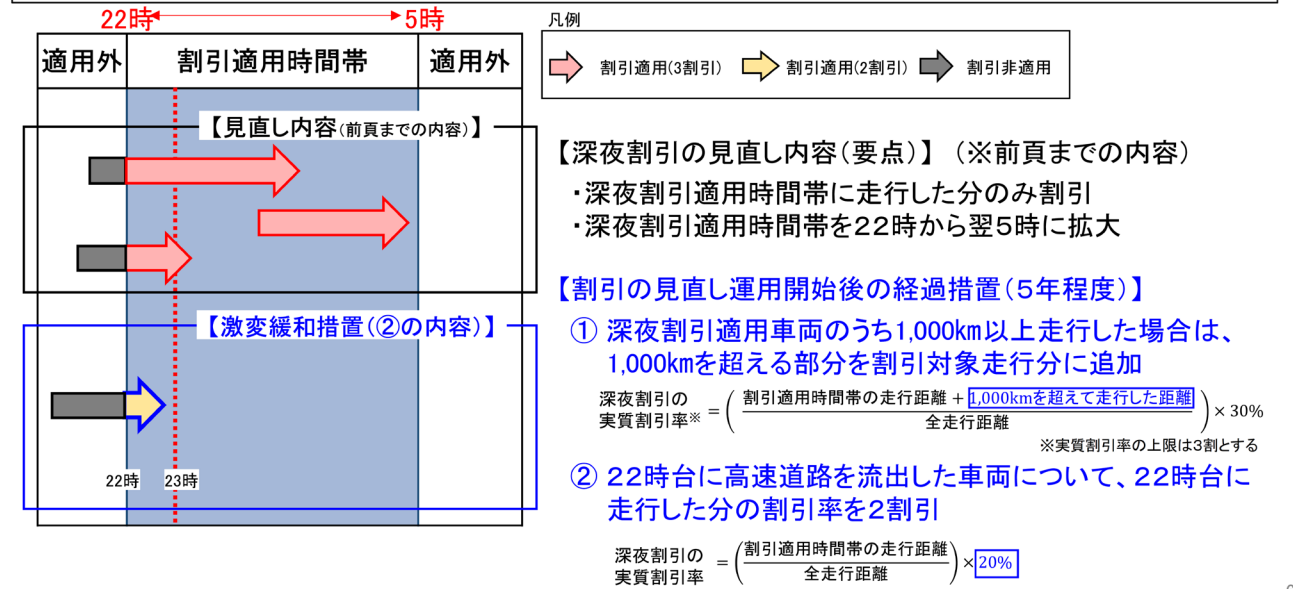 22時
5時
適用外
割引適用時間帯
適用外
【見直し内容(前頁までの内容)】
【激変緩和措置(②の内容)】
22時
23時
凡例
割引適用(3割引)
割引適用(2割引)
割引非適用
【深夜割引の見直し内容(要点)】(※前頁までの内容)
・深夜割引適用時間帯に走行した分のみ割引
・深夜割引適用時間帯を22時から翌5時に拡大
【割引の見直し運用開始後の経過措置(5年程度)】
① 深夜割引適用車両のうち1,000km以上走行した場合は、
1,000kmを超える部分を割引対象走行分に追加
深夜割引の
実質割引率※ = ( 割引適用時間帯の走行距離 + 1,000kmを超えて走行した距離
全走行距離 ) × 30%
※実質割引率の上限は3割とする
② 22時台に高速道路を流出した車両について、22時台に
走行した分の割引率を2割引
深夜割引の
実質割引率 = ( 割引適用時間帯の走行距離
全走行距離 ) × 20%